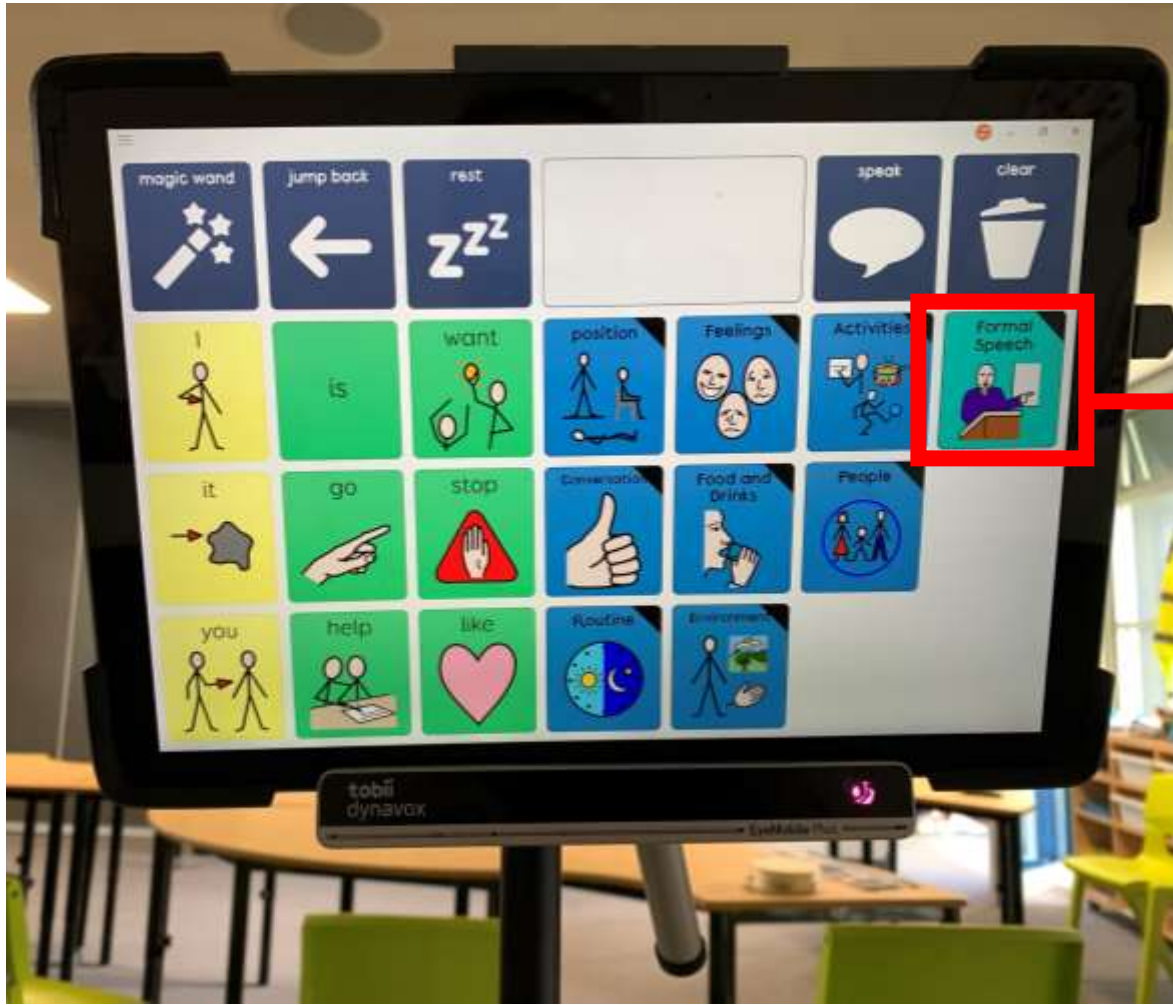 magic wand
jump back
rest
zzz
speak
clear
I
is
want
position
Feelings
Activities
Formal
Speech
it
go
stop
Conversation
Food and
Drinks
People
you
help
like
Routine
Environment
tobii
dynavox
EyeMobile Plus